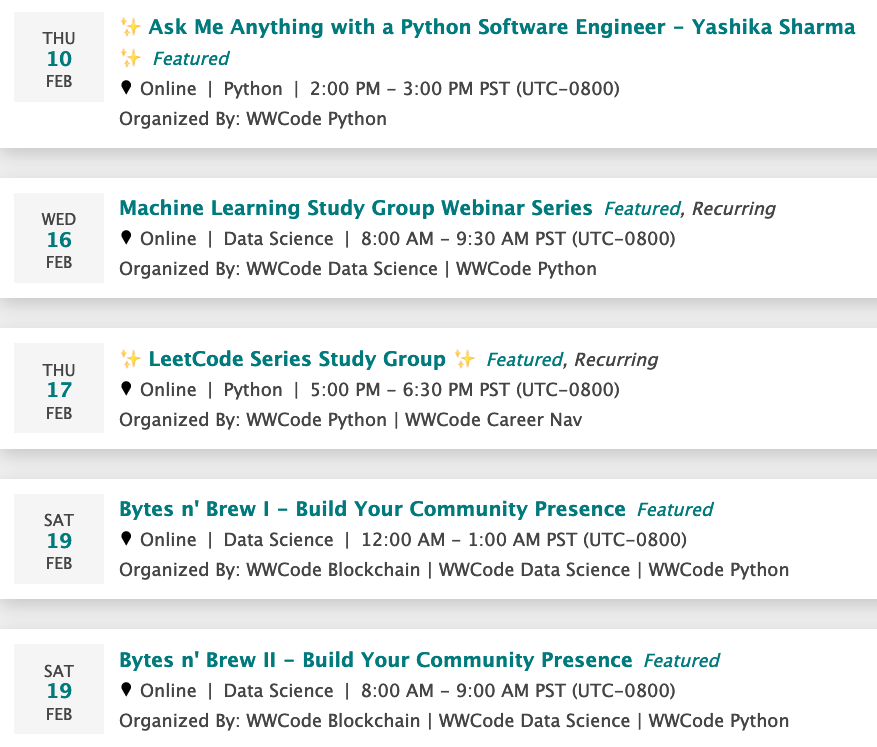 THU
10
FEB
✨ Ask Me Anything with a Python Software Engineer – Yashika Sharma
✨ Featured
Online | Python | 2:00 PM – 3:00 PM PST (UTC-0800)
Organized By: WWCode Python
WED
16
FEB
Machine Learning Study Group Webinar Series Featured, Recurring
Online | Data Science | 8:00 AM – 9:30 AM PST (UTC-0800)
Organized By: WWCode Data Science | WWCode Python
THU
17
FEB
✨ LeetCode Series Study Group ✨ Featured, Recurring
Online | Python | 5:00 PM – 6:30 PM PST (UTC-0800)
Organized By: WWCode Python | WWCode Career Nav
SAT
19
FEB
Bytes n' Brew I – Build Your Community Presence Featured
Online | Data Science | 12:00 AM – 1:00 AM PST (UTC-0800)
Organized By: WWCode Blockchain | WWCode Data Science | WWCode Python
SAT
19
FEB
Bytes n' Brew II – Build Your Community Presence Featured
Online | Data Science | 8:00 AM – 9:00 AM PST (UTC-0800)
Organized By: WWCode Blockchain | WWCode Data Science | WWCode Python